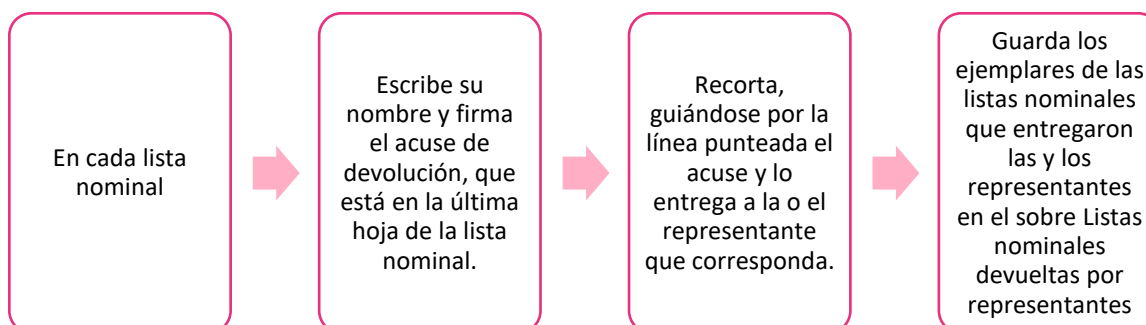 En cada lista
nominal
Escribe su
nombre y firma
el acuse de
devolución, que
está en la última
hoja de la lista
nominal.
Recorta,
guiándose por la
línea punteada el
acuse y lo
entrega a la o el
representante
que corresponda.
Guarda los
ejemplares de las
listas nominales
que entregaron
las y los
representantes
en el sobre Listas
nominales
devueltas por
representantes